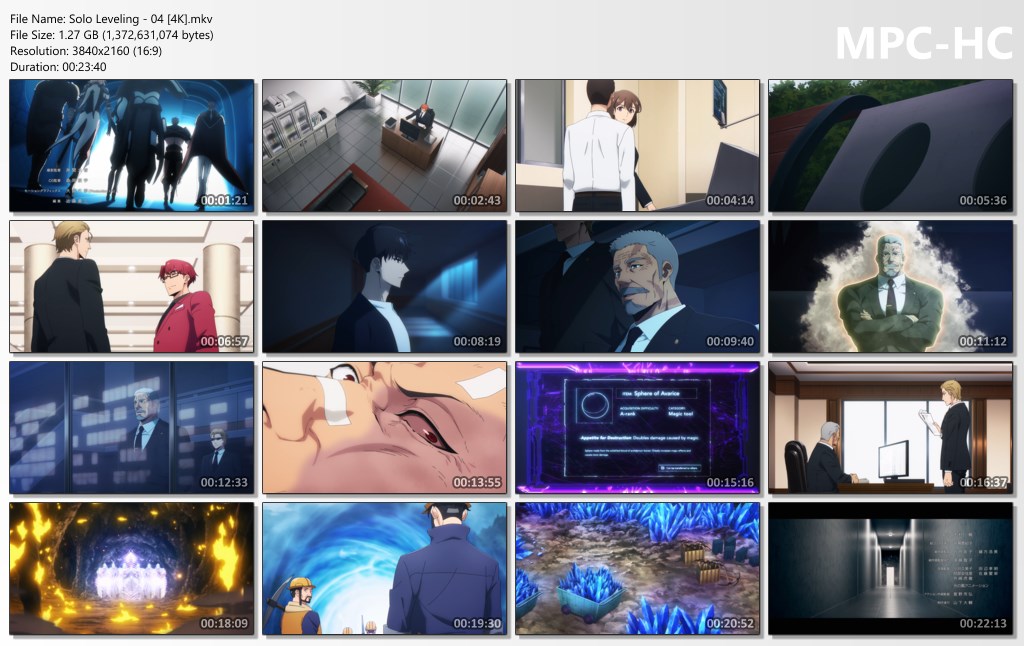 File Name: Solo Leveling - 04 [4K].mkv
File Size: 1.27 GB (1,372,631,074 bytes)
Resolution: 3840x2160 (16:9)
Duration: 00:23:40
MPC-HC
00:01:21
00:02:43
00:04:14
00:05:36
00:06:57
00:08:19
00:09:40
00:11:12
00:12:33
00:13:55
Sphere of Avarice
ACQUISITION DIFFICULTY
A-rank
CATEGORY
Magic tool
Appetite for Destruction: Doubles damage caused by magic.
00:15:16
00:16:37
00:18:09
00:19:30
00:20:52
00:22:13